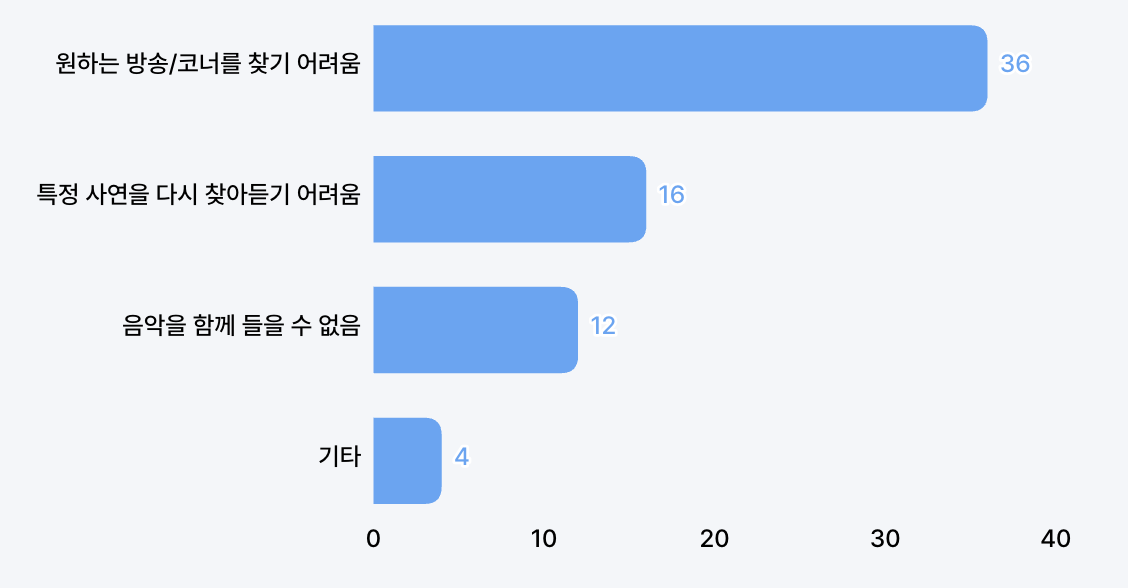 원하는 방송/코너를 찾기 어려움 36
특정 사연을 다시 찾아듣기 어려움 16
음악을 함께 들을 수 없음 12
기타 4
0 10 20 30 40